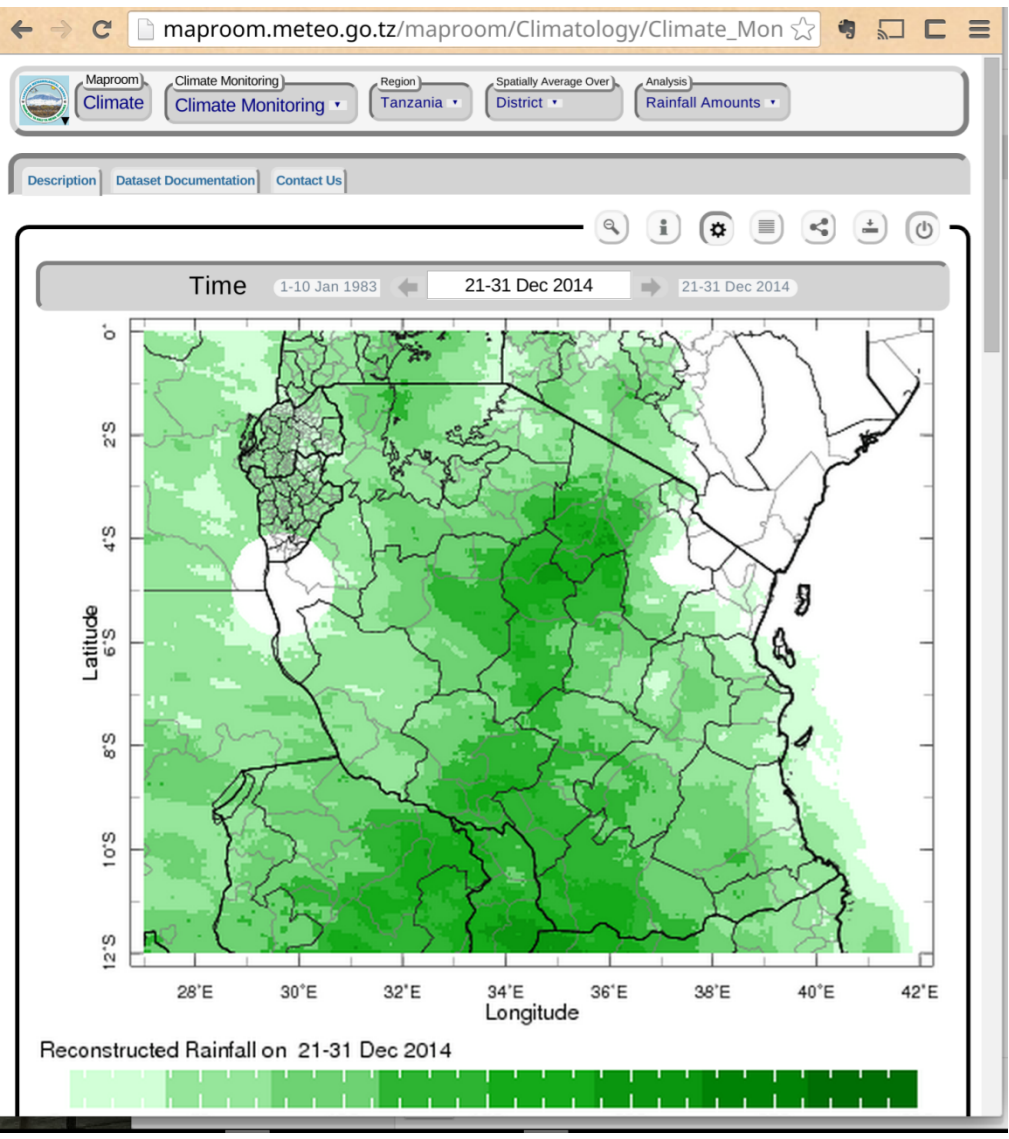 maproom.meteo.go.tz/maproom/Climatology/Climate_Mon
Maproom
Climate
Climate Monitoring
Climate Monitoring
Region
Tanzania
Spatially Average Over
District
Analysis
Rainfall Amounts
Description
Dataset Documentation
Contact Us
Time
1-10 Jan 1983
21-31 Dec 2014
21-31 Dec 2014
0°
2°S
4°S
6°S
8°S
10°S
12°S
Latitude
28°E 30°E 32°E 34°E 36°E 38°E 40°E 42°E
Longitude
Reconstructed Rainfall on 21-31 Dec 2014